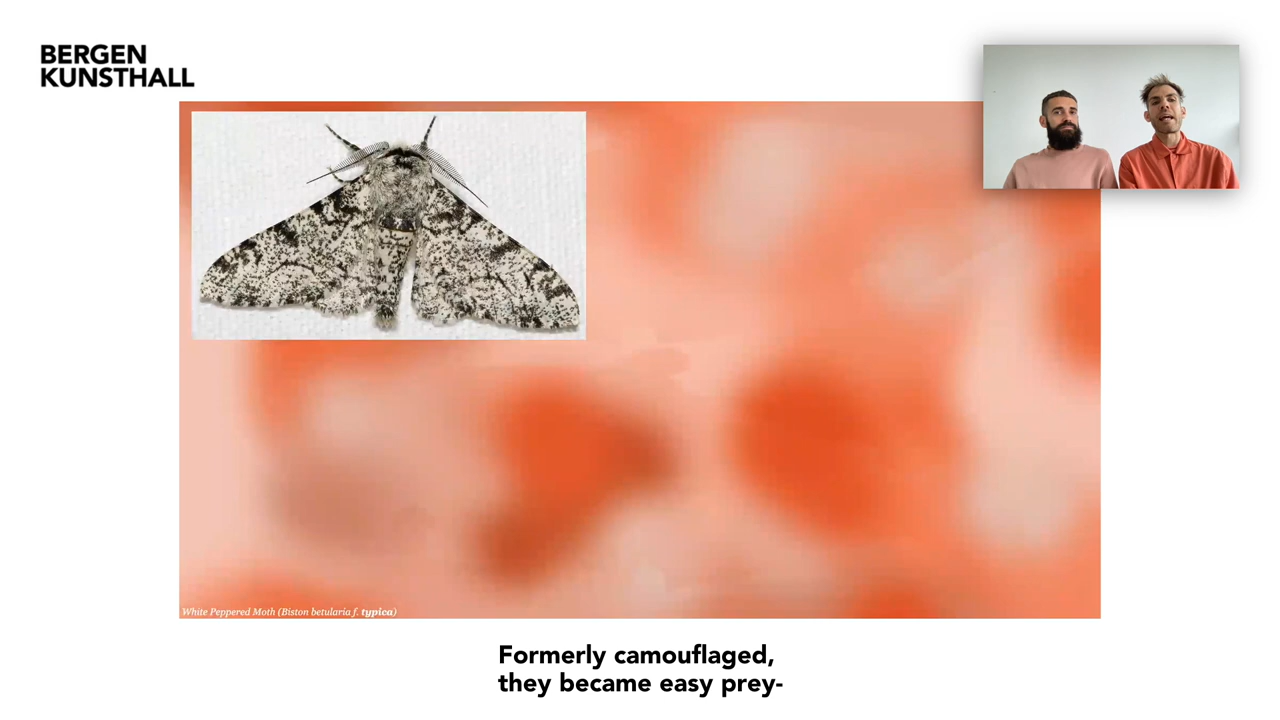 BERGEN
KUNSTHALL
White Peppered Moth (Biston betularia f. typica)
Formerly camouflaged,
they became easy prey-